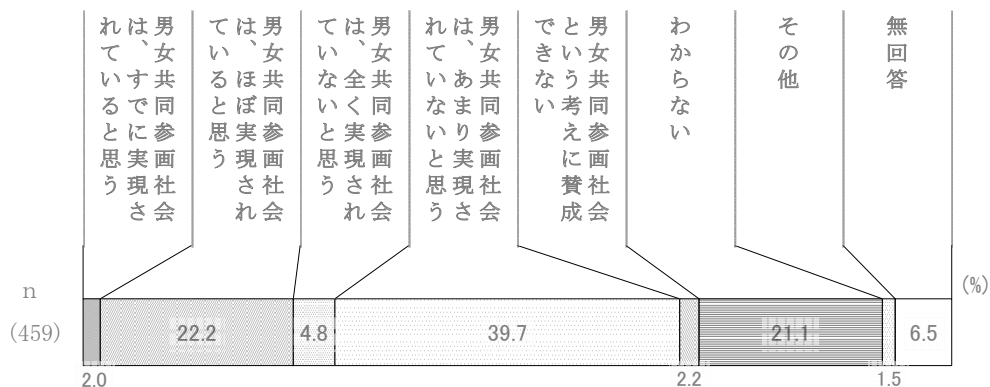 男女共同参画社会
は、すでに実現さ
れていると思う
男女共同参画社会
は、ほぼ実現され
ていると思う
男女共同参画社会
は、全く実現され
ていないと思う
男女共同参画社会
は、あまり実現さ
れていないと思う
男女共同参画社会
という考えに賛成
できない
わからない
その他
無回答
(%)
n
(459)
22.2
4.8
39.7
21.1
6.5
2.0
2.2
1.5